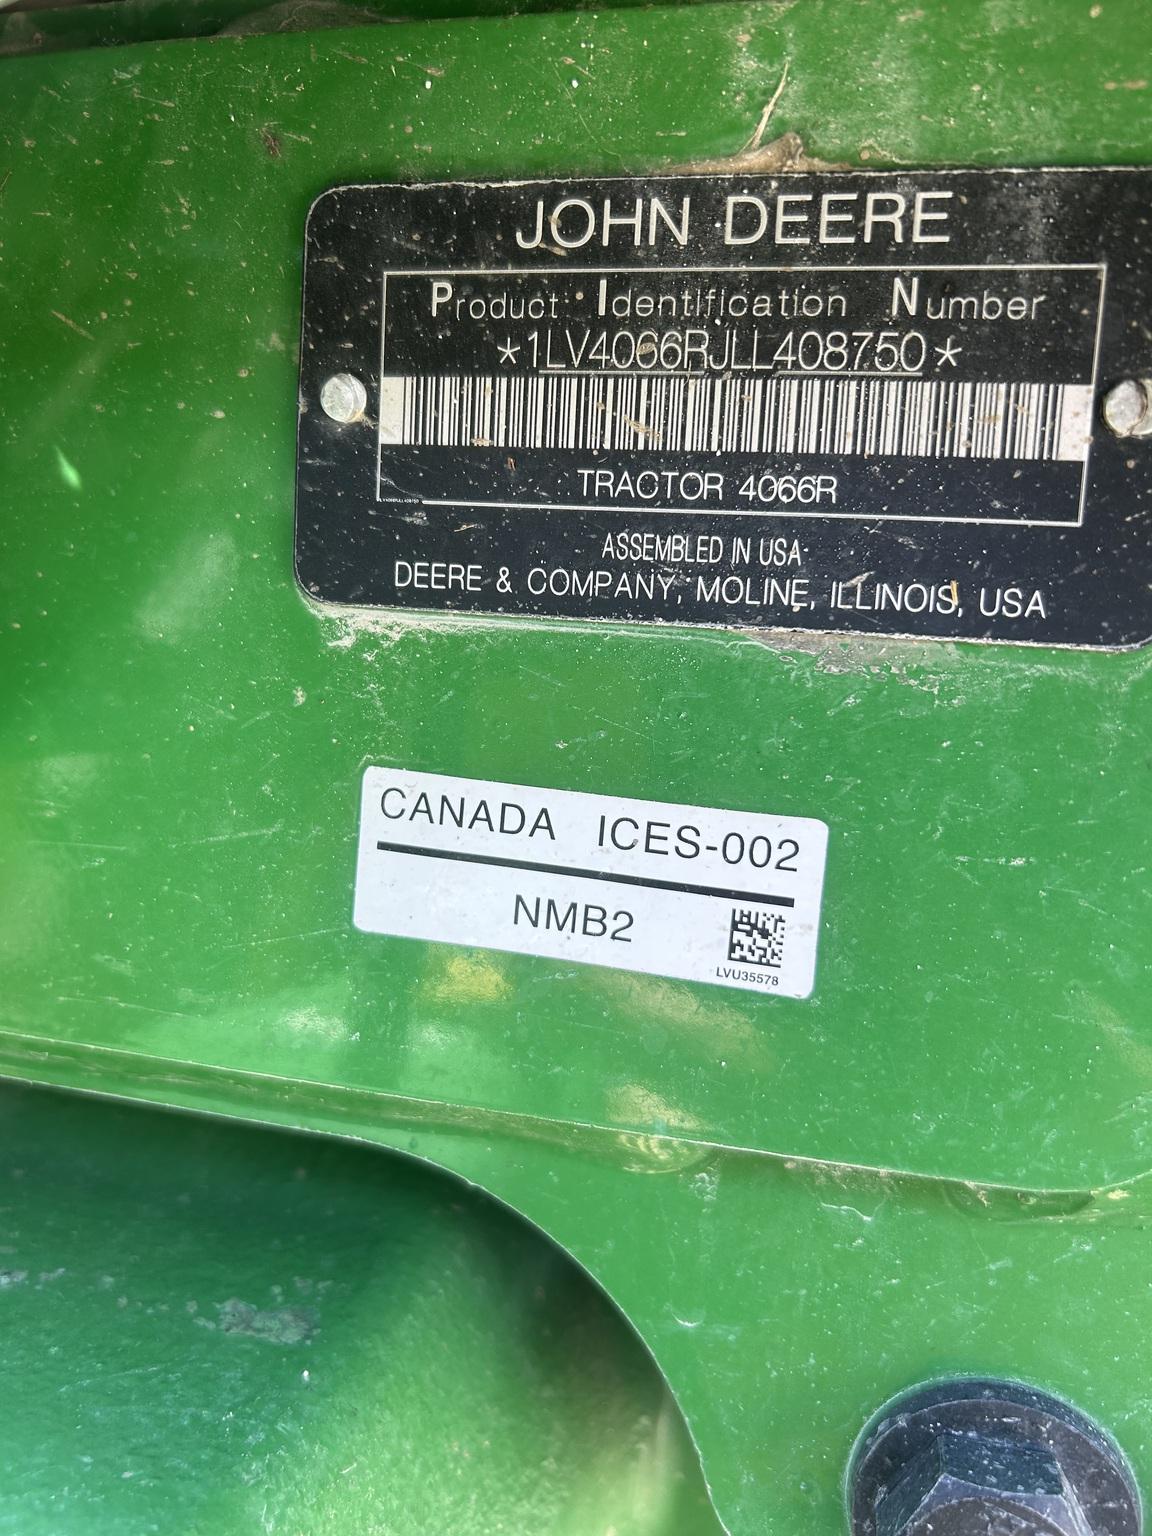 JOHN DEERE
Product Identification Number
*1LV4066RJLL408750*
TRACTOR 4066R
ASSEMBLED IN USA
DEERE & COMPANY, MOLINE, ILLINOIS, USA
CANADA ICES-002
NMB2
LVU35578